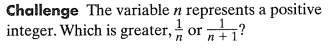 Challenge The variable n represents a positive
integer. Which is greater, 1/n or 1/(n + 1)?